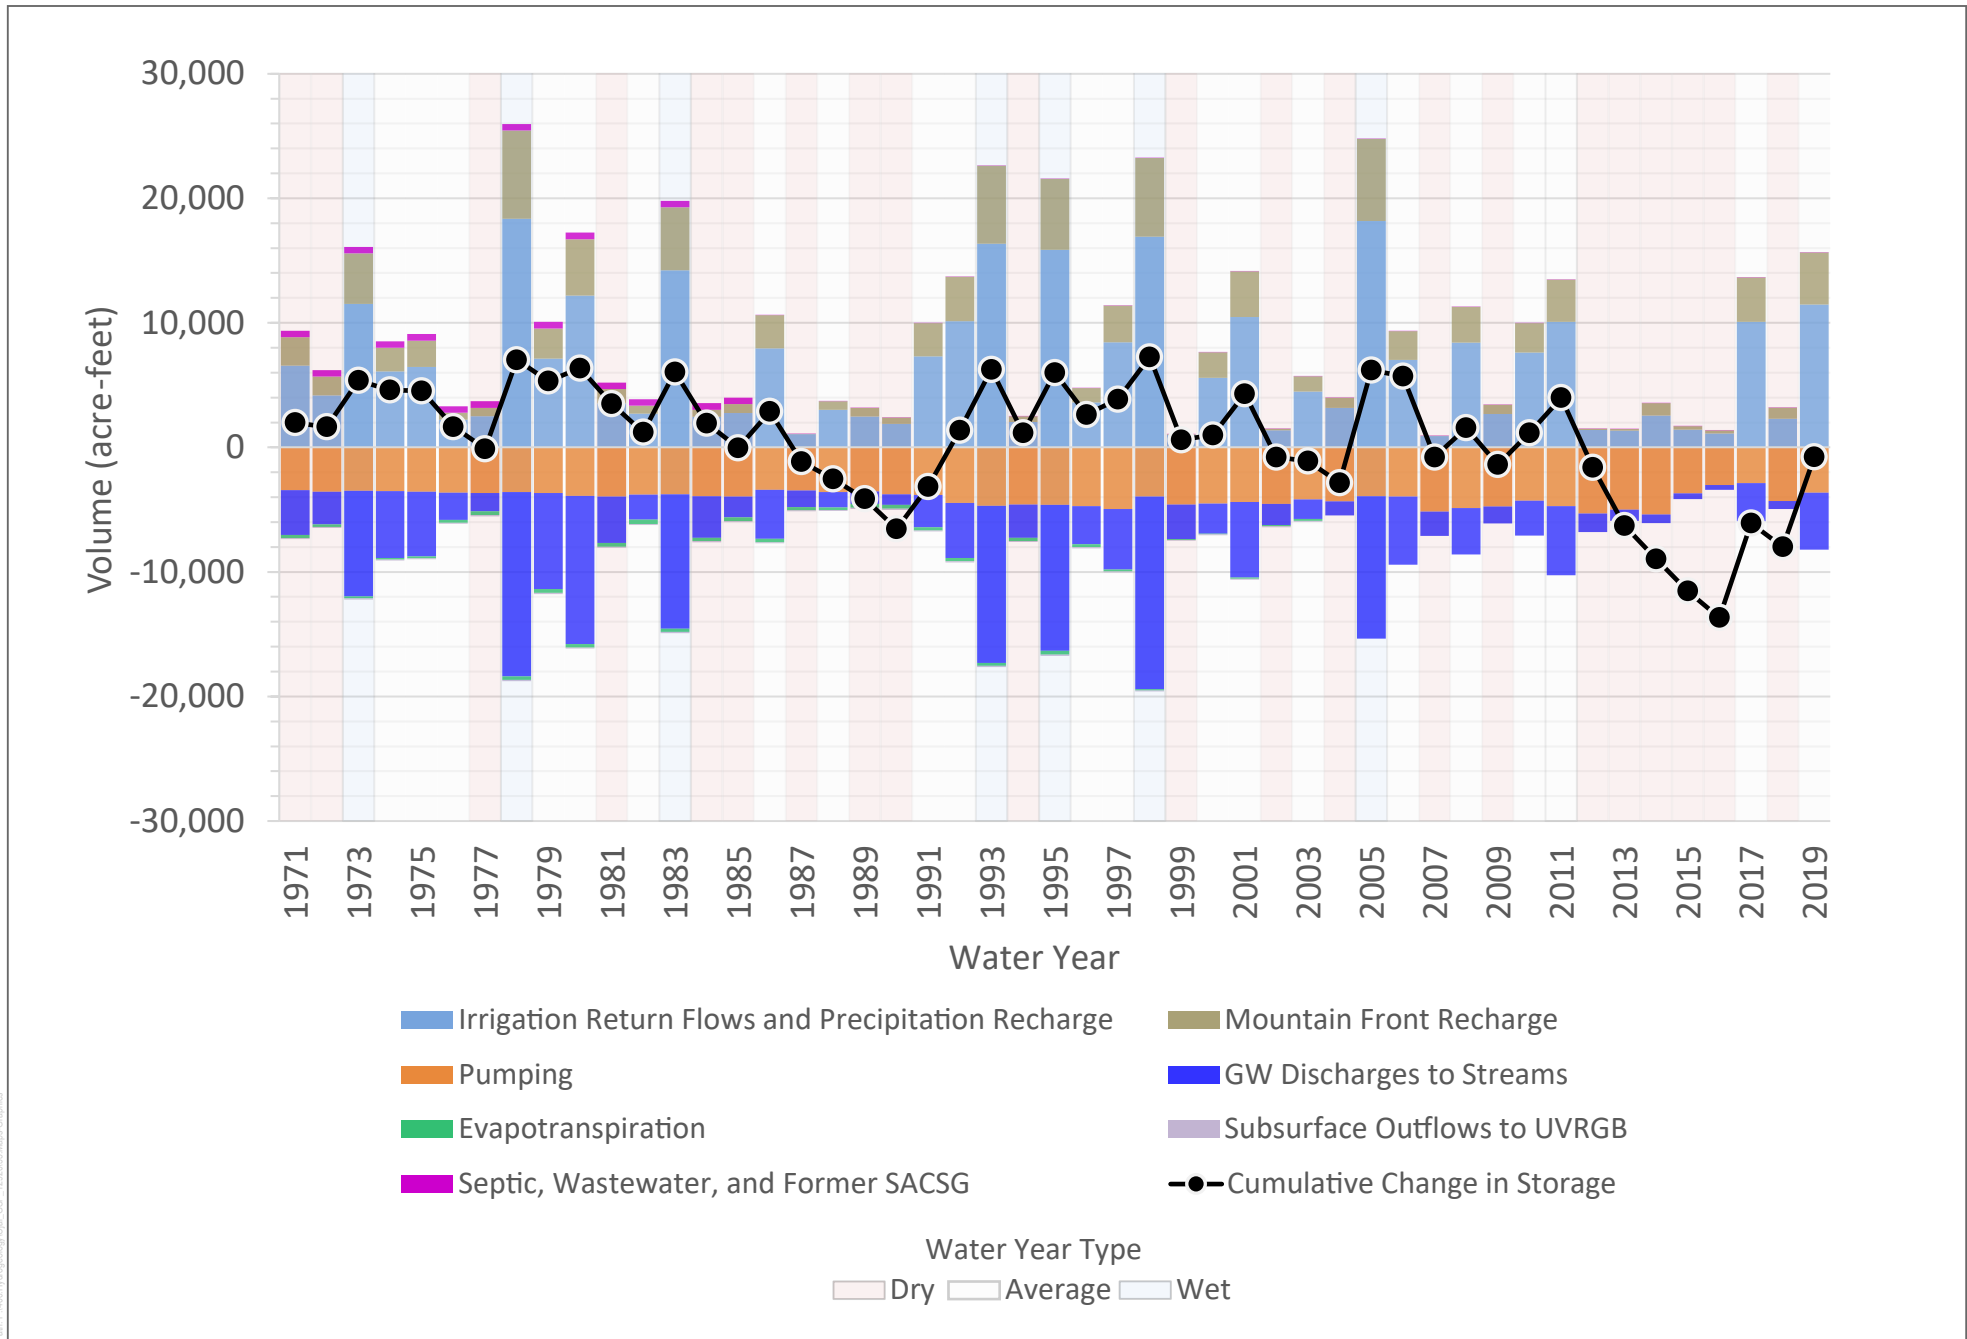 30,000
20,000
10,000
0
-10,000
-20,000
-30,000
Volume (acre-feet)
1971 1973 1975 1977 1979 1981 1983 1985 1987 1989 1991 1993 1995 1997 1999 2001 2003 2005 2007 2009 2011 2013 2015 2017 2019
Water Year
Irrigation Return Flows and Precipitation Recharge Mountain Front Recharge
Pumping GW Discharges to Streams
Evapotranspiration Subsurface Outflows to UVRGB
Septic, Wastewater, and Former SACSG Cumulative Change in Storage
Water Year Type
Dry Average Wet